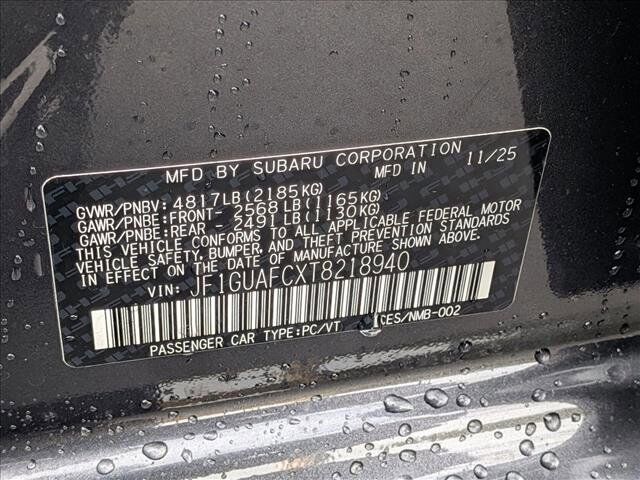 MFD BY SUBARU CORPORATION MFD IN 11/25
GVWR/PNBV: 4817LB(2185KG)
GAWR/PNBE:FRONT- 2568LB(1165KG)
GAWR/PNBE:REAR - 2491LB(1130KG)
THIS VEHICLE CONFORMS TO ALL APPLICABLE FEDERAL MOTOR
VEHICLE SAFETY, BUMPER, AND THEFT PREVENTION STANDARDS
IN EFFECT ON THE DATE OF MANUFACTURE SHOWN ABOVE.
VIN: JF1GUAFCXT8218940
PASSENGER CAR TYPE:PC/VT CES/NMB-002